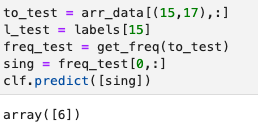 to_test = arr_data[(15,17),:]
l_test = labels[15]
freq_test = get_freq(to_test)
sing = freq_test[0,:]
clf.predict([sing])
array([6])